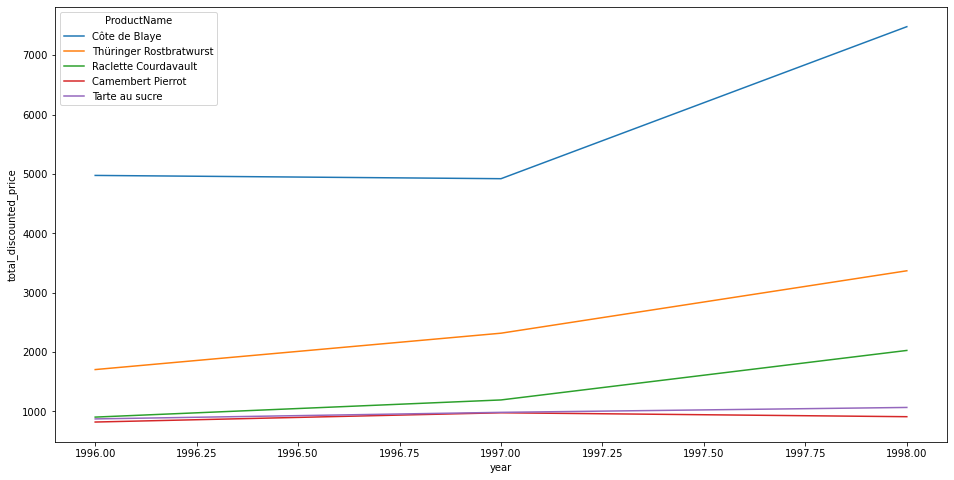 ProductName
Côte de Blaye
Thüringer Rostbratwurst
Raclette Courdavault
Camembert Pierrot
Tarte au sucre
7000
6000
5000
4000
3000
2000
1000
total_discounted_price
1996.00 1996.25 1996.50 1996.75 1997.00 1997.25 1997.50 1997.75 1998.00
year